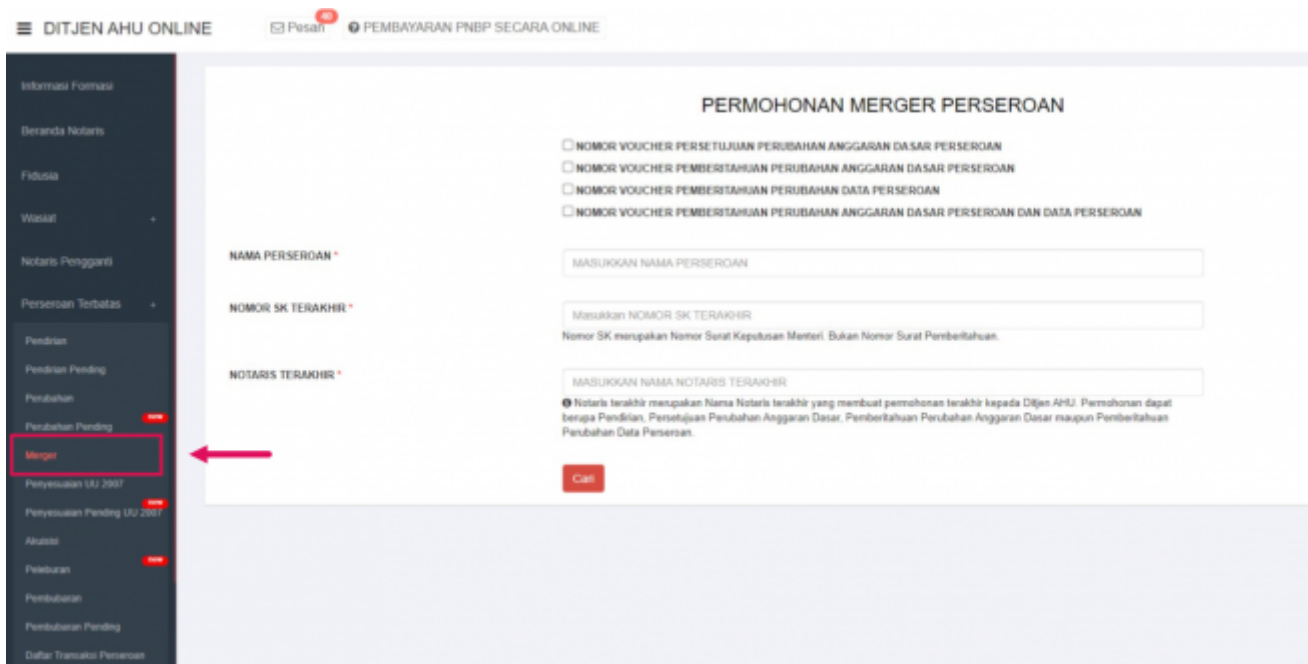 DITJEN AHU ONLINE
Pesan
40
PEMBAYARAN PNBP SECARA ONLINE
Informasi Formasi
Beranda Notaris
Fidusia
Wasiat +
Notaris Pengganti
Perseroan Terbatas +
Pendirian
Pendirian Pending
Perubahan
Perubahan Pending new
Merger
Penyesuaian UU 2007
Penyesuaian Pending UU 2007 new
Akuisisi
Peleburan new
Pembubaran
Pembubaran Pending
Daftar Transaksi Perseroan
PERMOHONAN MERGER PERSEROAN
NOMOR VOUCHER PERSETUJUAN PERUBAHAN ANGGARAN DASAR PERSEROAN
NOMOR VOUCHER PEMBERITAHUAN PERUBAHAN ANGGARAN DASAR PERSEROAN
NOMOR VOUCHER PEMBERITAHUAN PERUBAHAN DATA PERSEROAN
NOMOR VOUCHER PEMBERITAHUAN PERUBAHAN ANGGARAN DASAR PERSEROAN DAN DATA PERSEROAN
NAMA PERSEROAN *
MASUKKAN NAMA PERSEROAN
NOMOR SK TERAKHIR *
Masukkan NOMOR SK TERAKHIR
Nomor SK merupakan Nomor Surat Keputusan Menteri. Bukan Nomor Surat Pemberitahuan.
NOTARIS TERAKHIR *
MASUKKAN NAMA NOTARIS TERAKHIR
Notaris terakhir merupakan Nama Notaris terakhir yang membuat permohonan terakhir kepada Ditjen AHU. Permohonan dapat
berupa Pendirian, Persetujuan Perubahan Anggaran Dasar, Pemberitahuan Perubahan Anggaran Dasar maupun Pemberitahuan
Perubahan Data Perseroan.
Cari